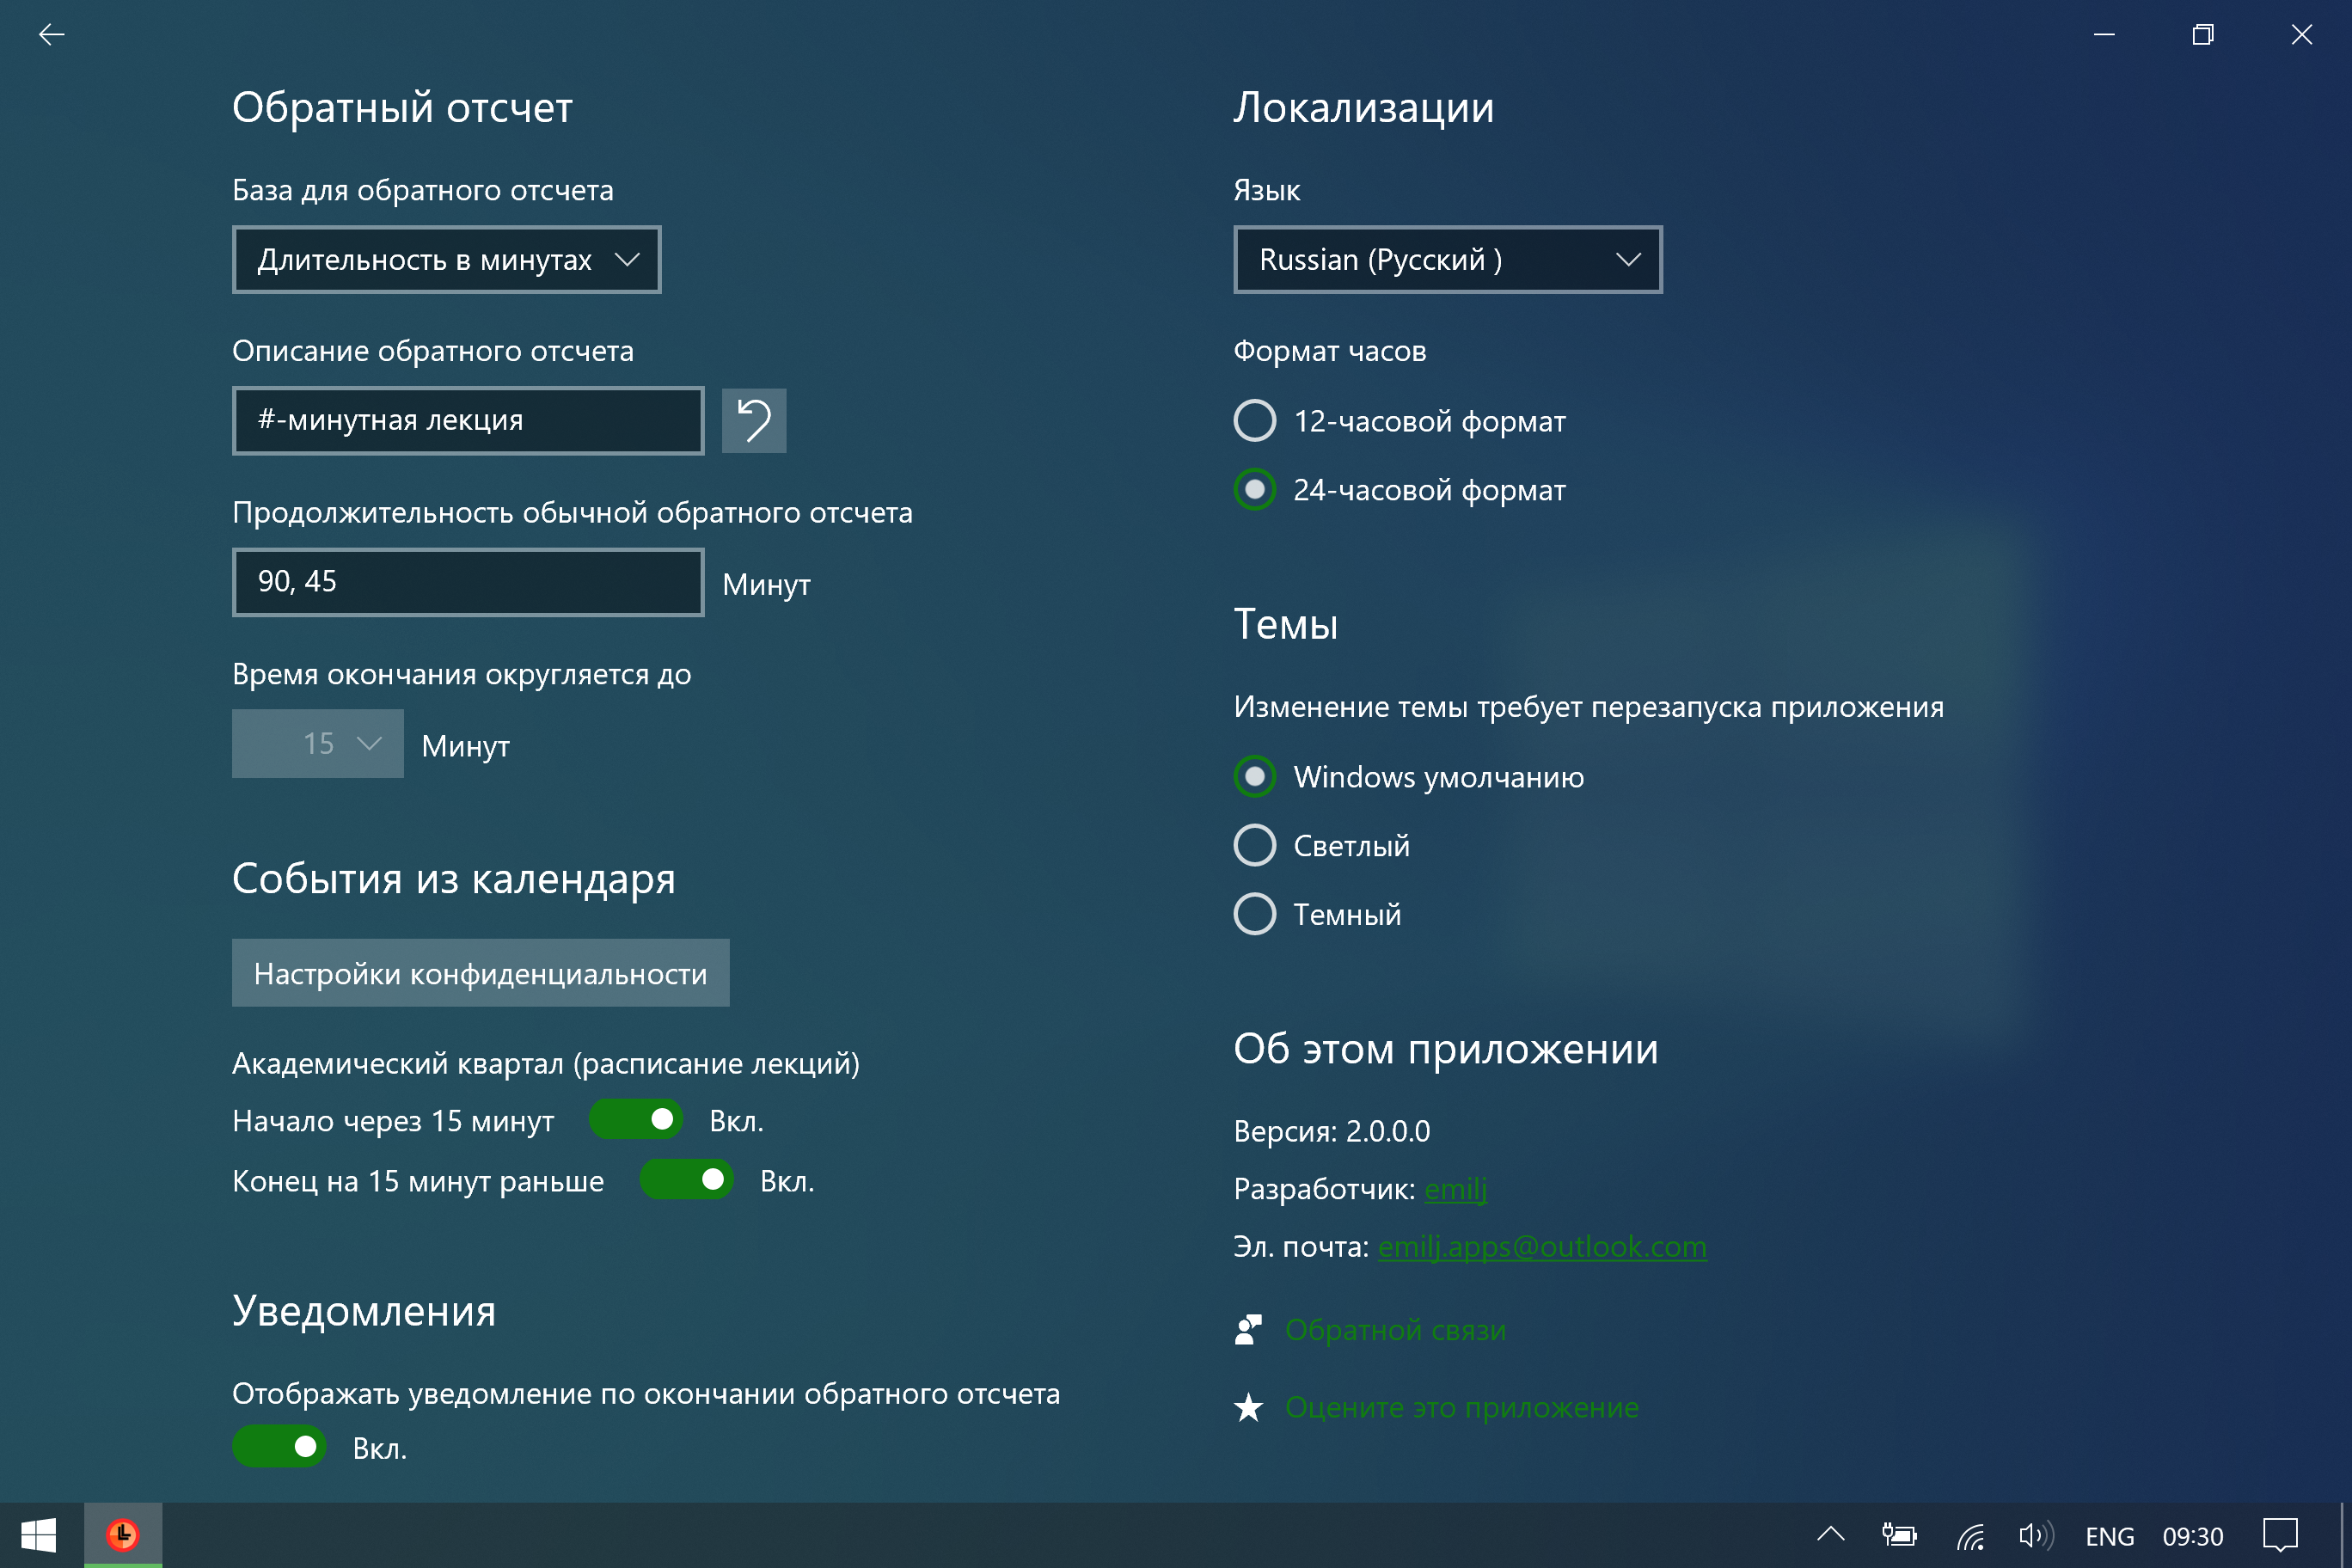 Обратный отсчет
База для обратного отсчета
Длительность в минутах
Описание обратного отсчета
#-минутная лекция
Продолжительность обычной обратного отсчета
90, 45 Минут
Время окончания округляется до
15 Минут
События из календаря
Настройки конфиденциальности
Академический квартал (расписание лекций)
Начало через 15 минут Вкл.
Конец на 15 минут раньше Вкл.
Уведомления
Отображать уведомление по окончании обратного отсчета
Вкл.
Локализации
Язык
Russian (Русский )
Формат часов
12-часовой формат
24-часовой формат
Темы
Изменение темы требует перезапуска приложения
Windows умолчанию
Светлый
Темный
Об этом приложении
Версия: 2.0.0.0
Разработчик: emilj
Эл. почта: emilj.apps@outlook.com
Обратной связи
Оцените это приложение
ENG 09:30